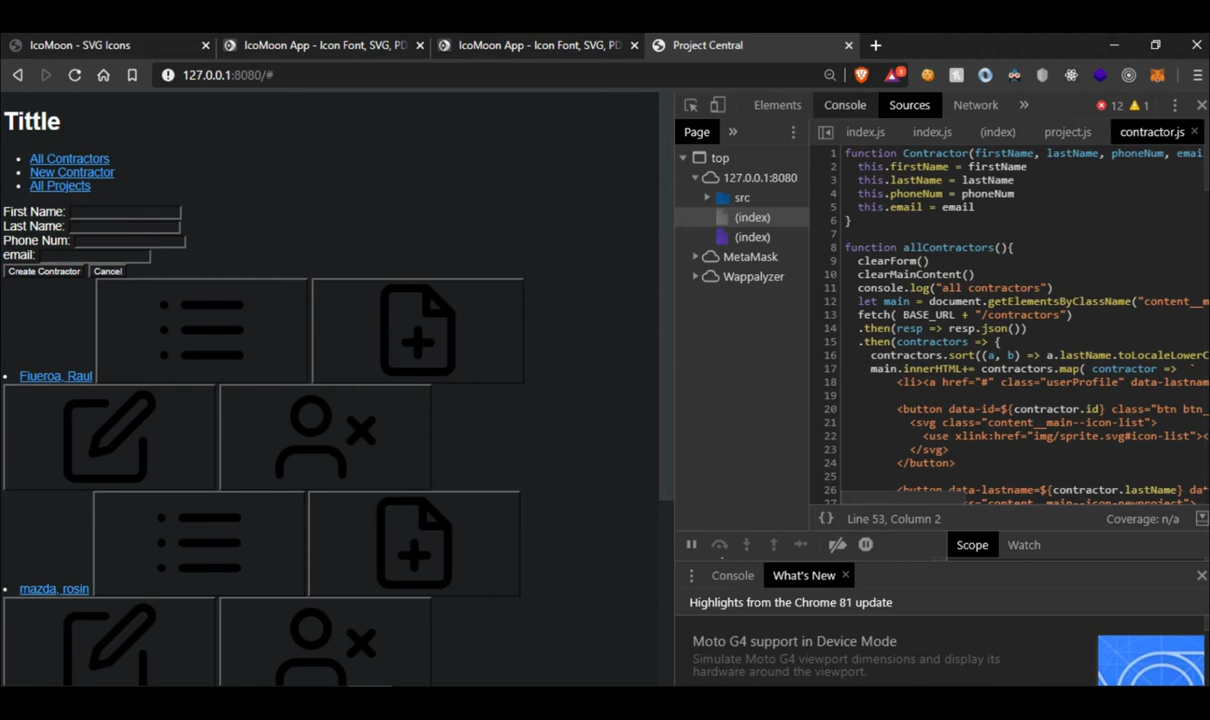 IcoMoon - SVG Icons
IcoMoon App - Icon Font, SVG, PD
IcoMoon App - Icon Font, SVG, PD
Project Central
127.0.0.1:8080/#
3
Tittle
All Contractors
New Contractor
All Projects
First Name:
Last Name:
Phone Num:
email:
Create Contractor Cancel
Fiueroa, Raul
mazda, rosin
Elements Console Sources Network 12 1
Page
index.js index.js (index) project.js contractor.js
top
127.0.0.1:8080
src
(index)
(index)
MetaMask
Wappalyzer
1 function Contractor(firstName, lastName, phoneNum, emai
2 this.firstName = firstName
3 this.lastName = lastName
4 this.phoneNum = phoneNum
5 this.email = email
6 }
7
8 function allContractors(){
9 clearForm()
10 clearMainContent()
11 console.log("all contractors")
12 let main = document.getElementsByClassName("content__m
13 fetch( BASE_URL + "/contractors")
14 .then(resp => resp.json())
15 .then(contractors => {
16 contractors.sort((a, b) => a.lastName.toLocaleLowerC
17 main.innerHTML+= contractors.map( contractor => `
18 <li><a href="#" class="userProfile" data-lastname
19
20 <button data-id=${contractor.id} class="btn btn_
21 <svg class="content__main--icon-list">
22 <use xlink:href="img/sprite.svg#icon-list"><
23 </svg>
24 </button>
25
26 <button data-lastname=${contractor.lastName} dat
{} Line 53, Column 2 Coverage: n/a
Scope Watch
Console What's New
Highlights from the Chrome 81 update
Moto G4 support in Device Mode
Simulate Moto G4 viewport dimensions and display its
hardware around the viewport.